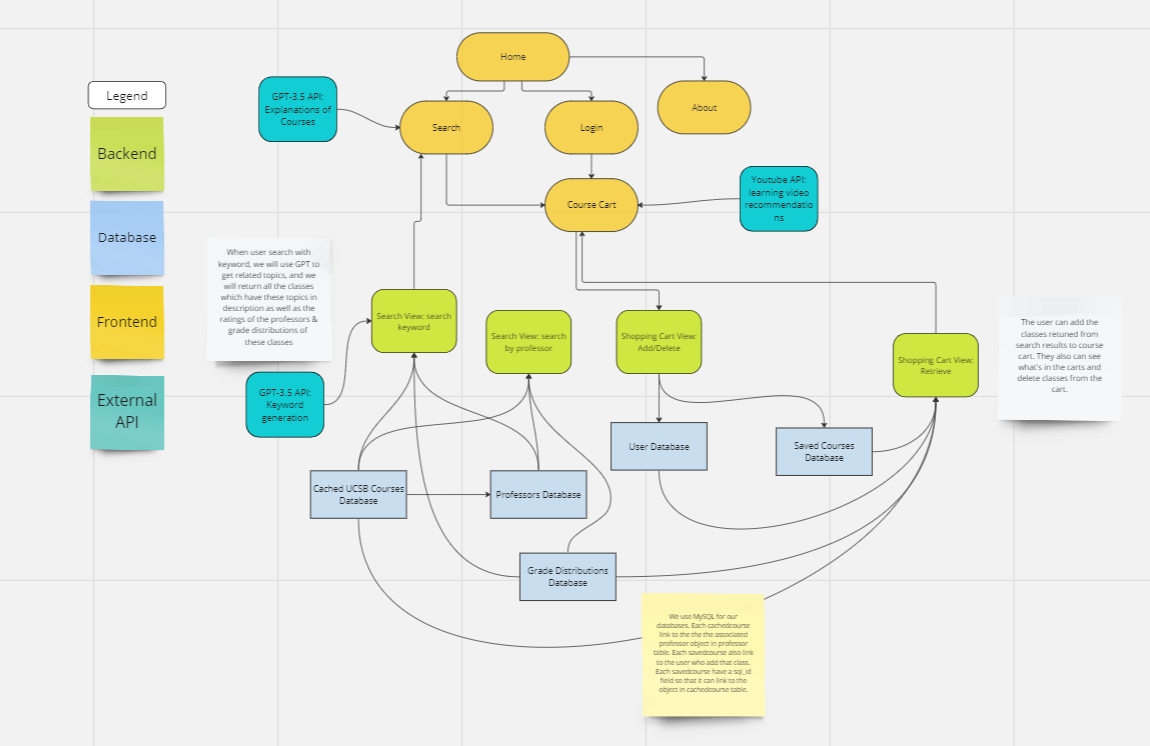 Home
About
Legend
GPT-3.5 API:
Explanations of
Courses
Search
Login
Backend
Youtube API:
learning video
recommendatio
ns
Course Cart
Database
When user search with
keyword, we will use GPT to
get related topics, and we
will return all the classes
which have these topics in
description as well as the
ratings of the professors &
grade distributions of
these classes
Frontend
Search View: search
keyword
Search View: search
by professor
Shopping Cart View:
Add/Delete
Shopping Cart View:
Retrieve
The user can add the
classes retuned from
search results to course
cart. They also can see
what's in the carts and
delete classes from the
cart.
External
API
GPT-3.5 API:
Keyword
generation
User Database
Saved Courses
Database
Cached UCSB Courses
Database
Professors Database
Grade Distributions
Database
We use MySQL for our
databases. Each cachedcourse
link to the the the associated
professor object in professor
table. Each savedcourse also link
to the user who add that class.
Each savedcourse have a sql_id
field so that it can link to the
object in cachedcourse table.